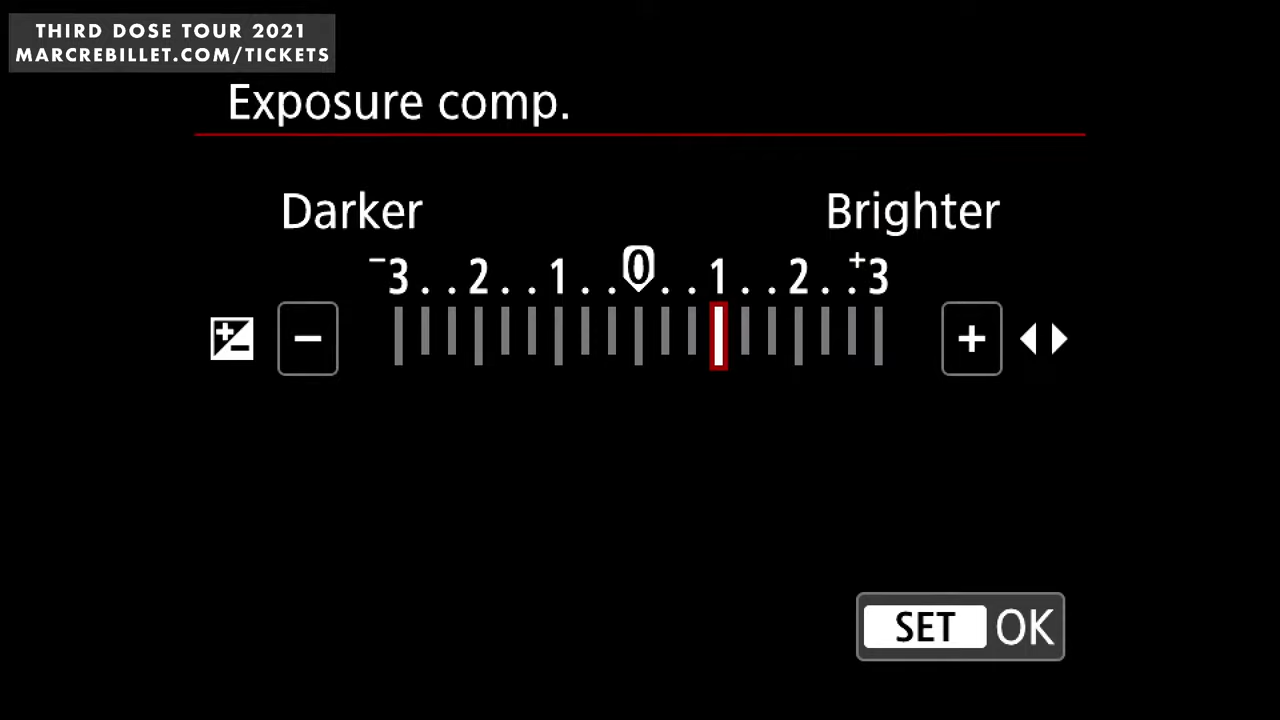 THIRD DOSE TOUR 2021
MARCREBILLET.COM/TICKETS
Exposure comp.
Darker Brighter
−3..2..1..0..1..2..+3
− +
SET OK